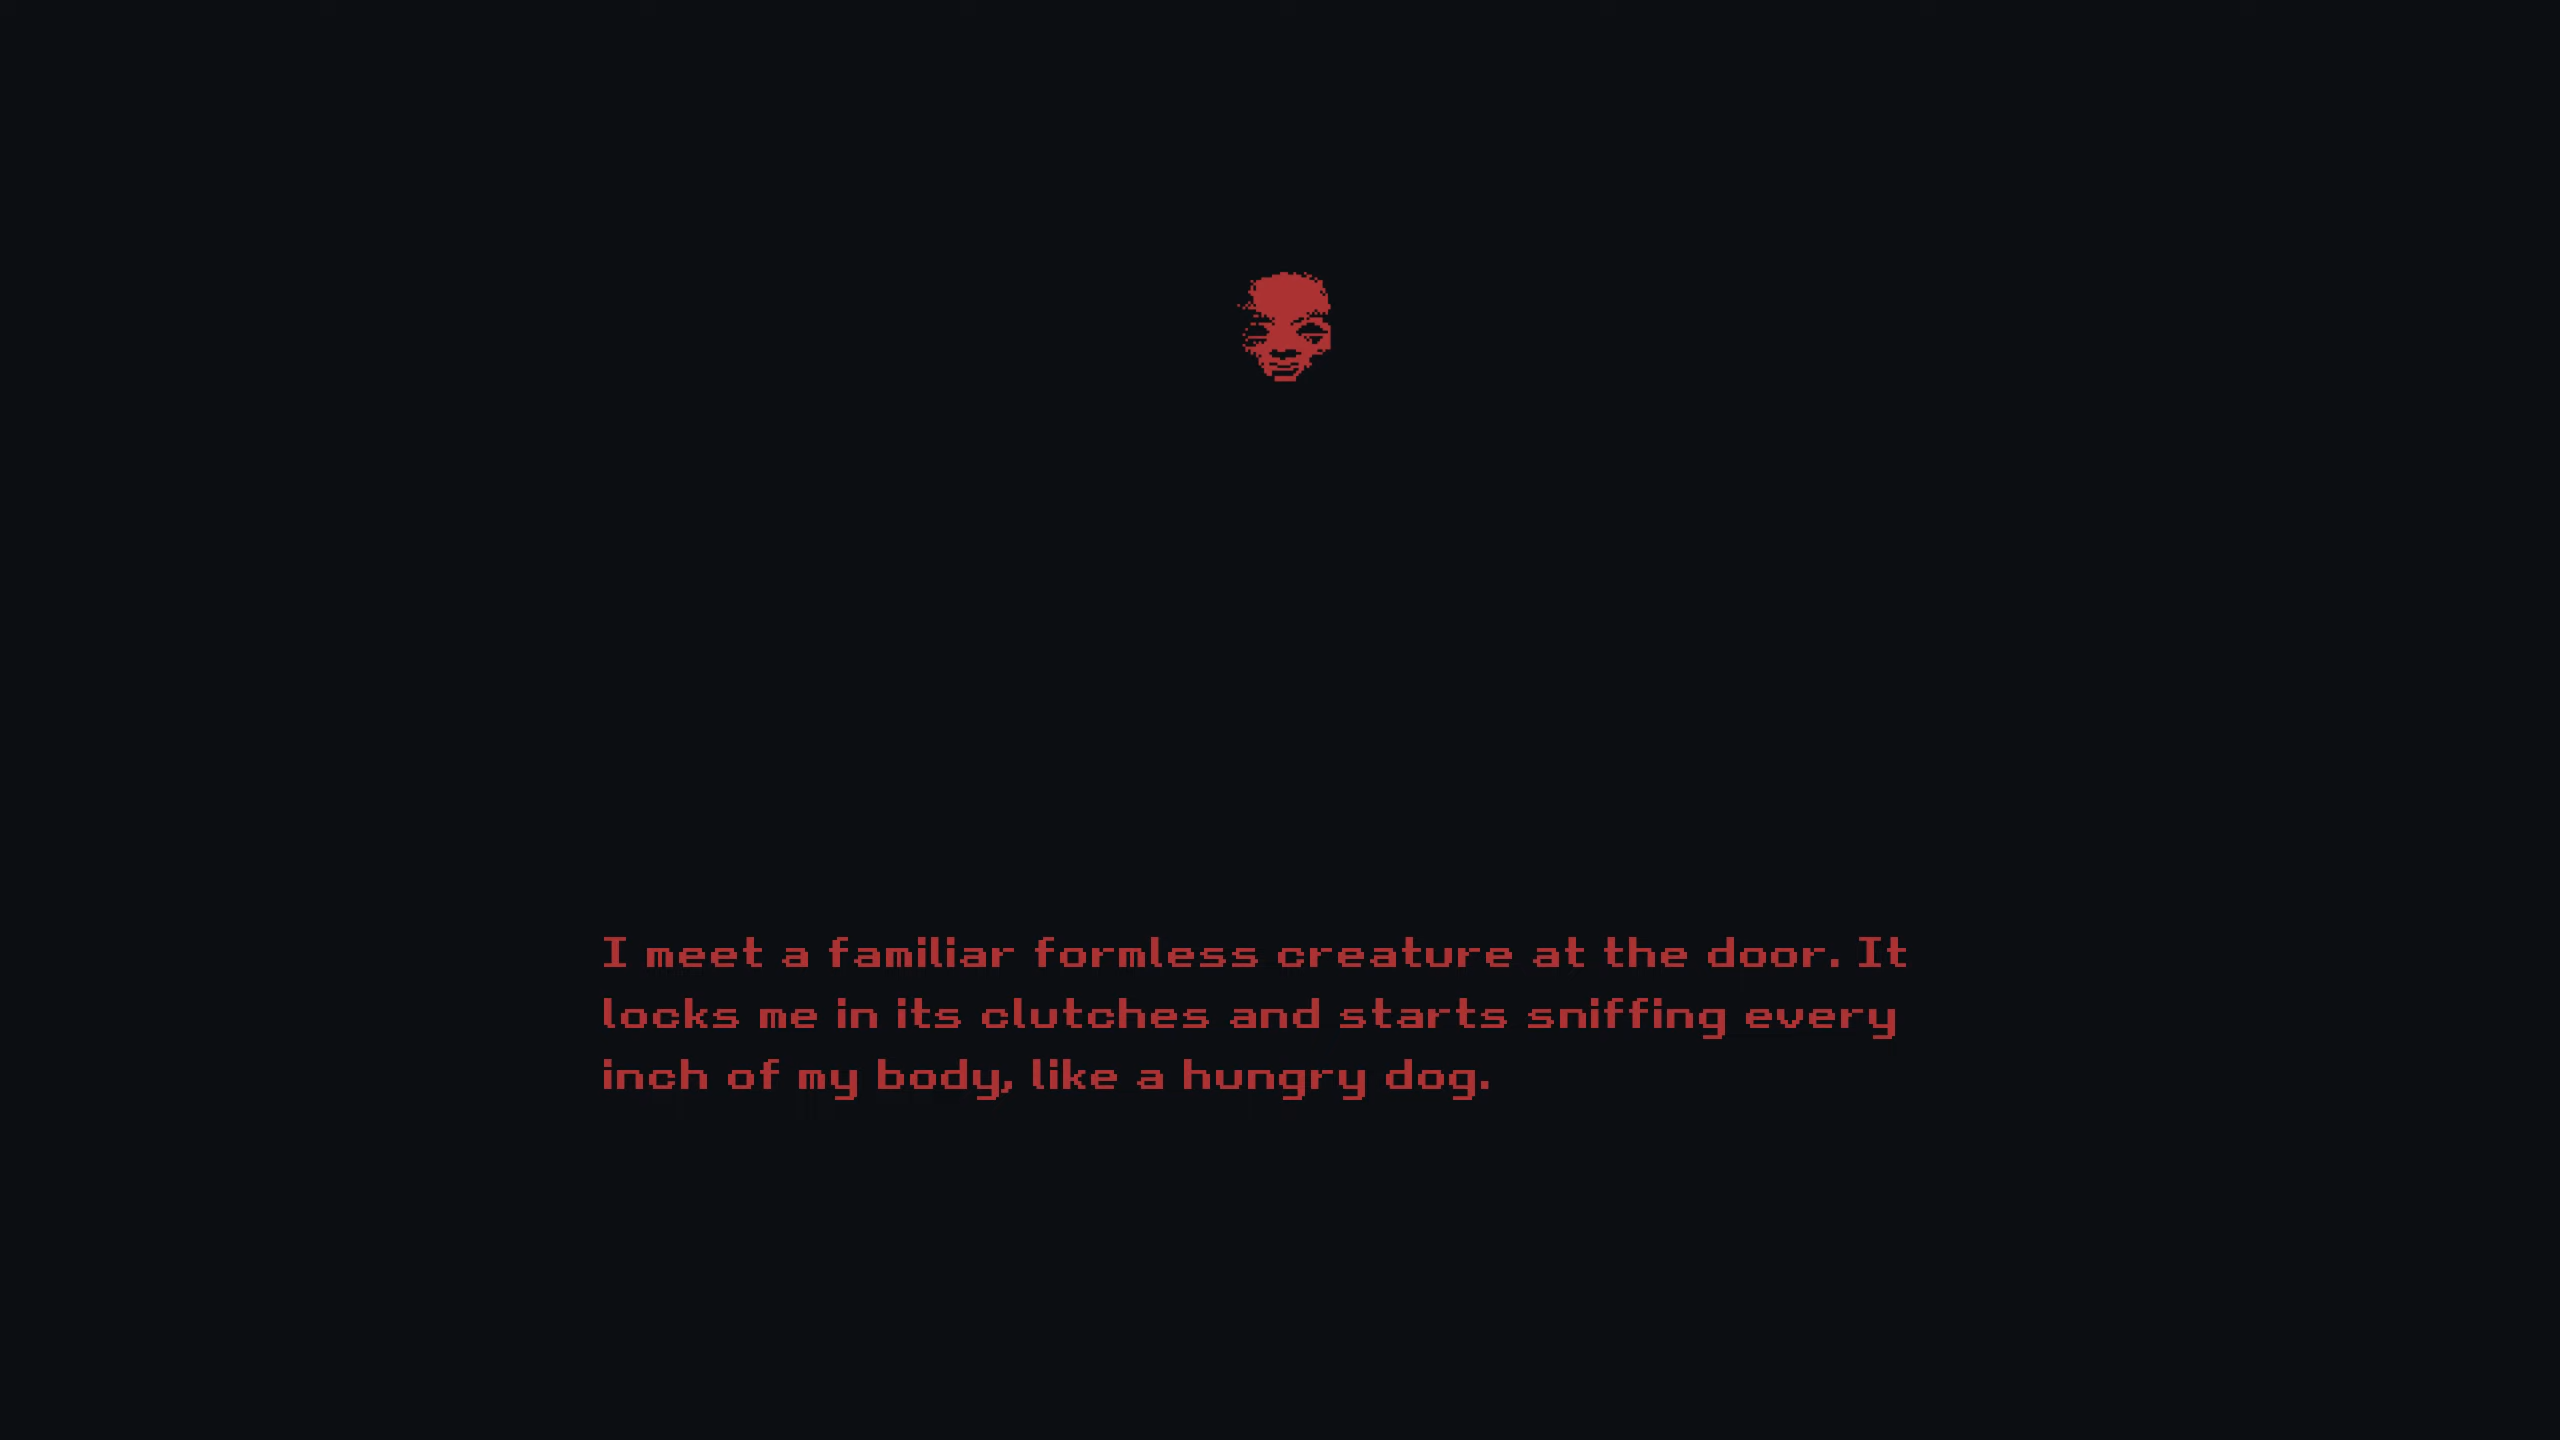 I meet a familiar formless creature at the door. It
locks me in its clutches and starts sniffing every
inch of my body, like a hungry dog.